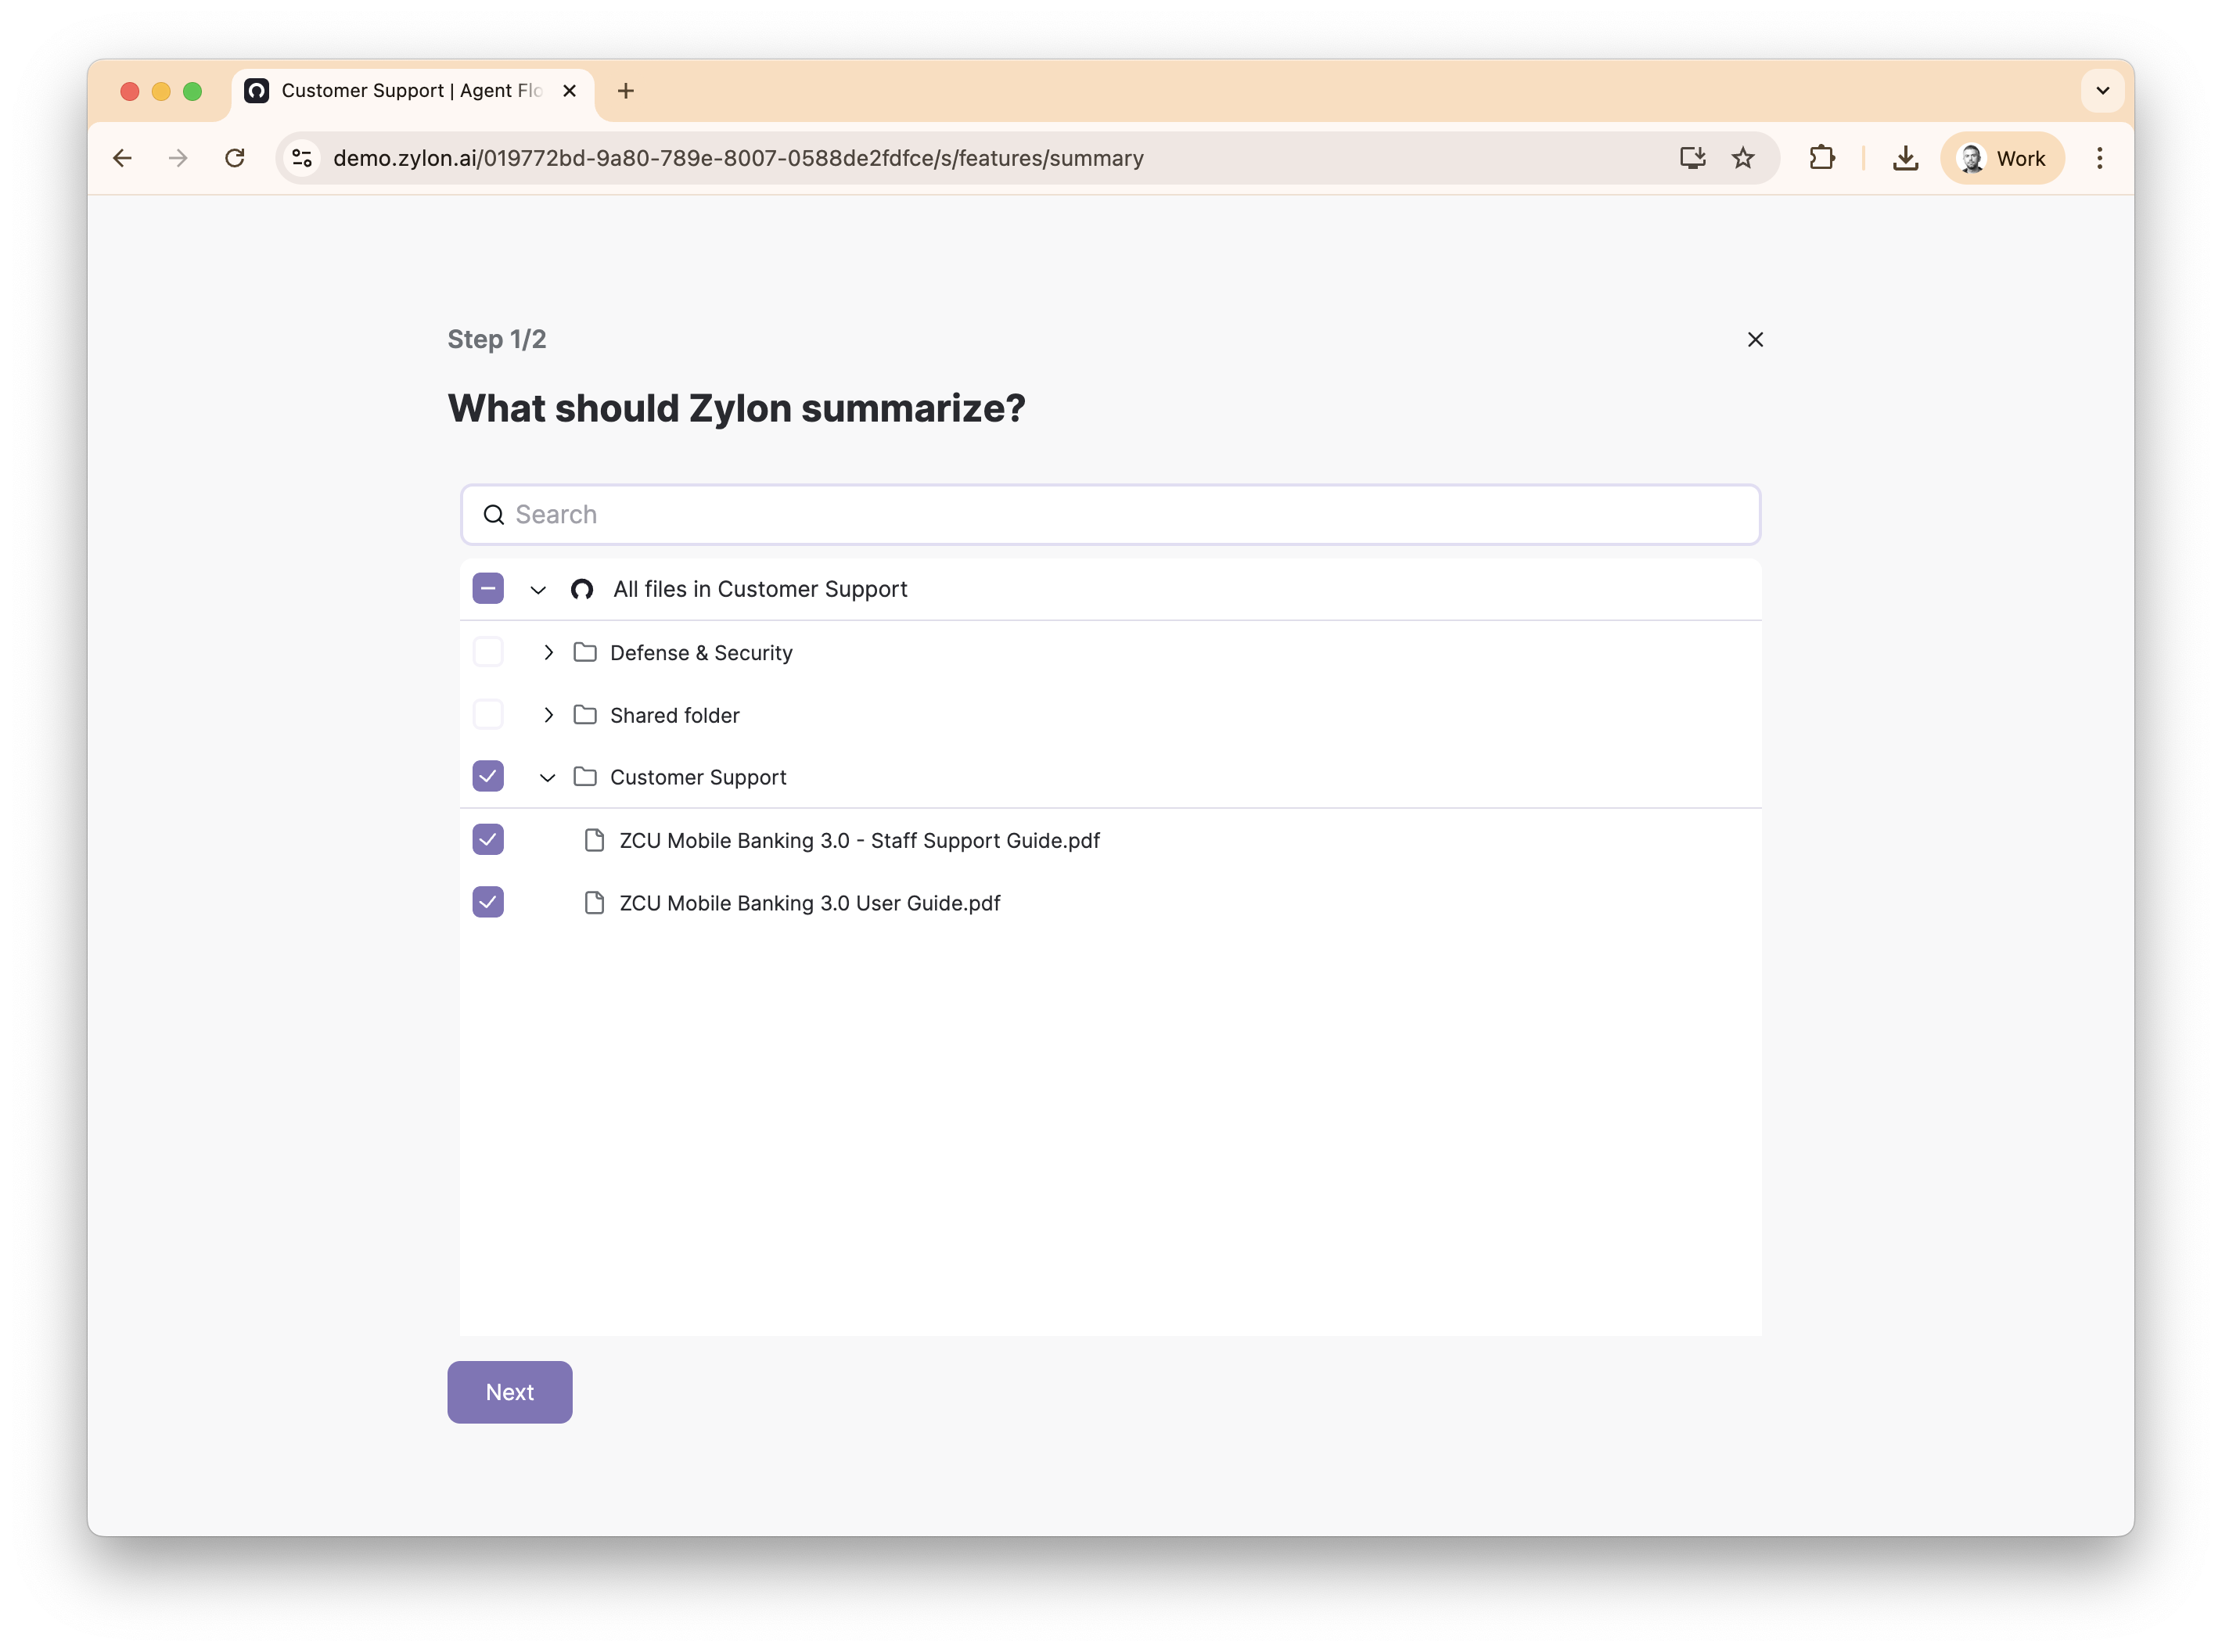 Customer Support | Agent Flo
demo.zylon.ai/019772bd-9a80-789e-8007-0588de2fdfce/s/features/summary
Work
Step 1/2
What should Zylon summarize?
Search
All files in Customer Support
Defense & Security
Shared folder
Customer Support
ZCU Mobile Banking 3.0 - Staff Support Guide.pdf
ZCU Mobile Banking 3.0 User Guide.pdf
Next